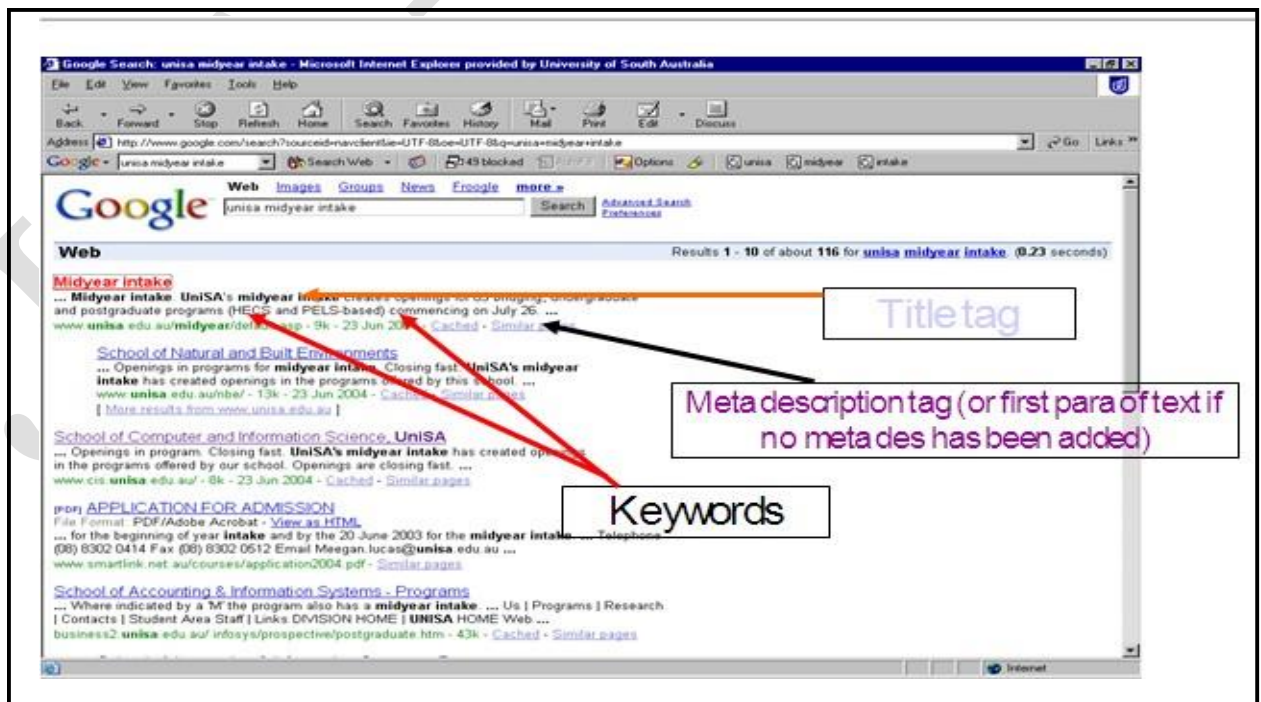 Google Search: unisa midyear intake - Microsoft Internet Explorer provided by University of South Australia
File Edit View Favorites Tools Help
Back Forward Stop Refresh Home Search Favorites History Mail Print Edit Discuss
Address http://www.google.com/search?sourceid=navclient&ie=UTF-8&oe=UTF-8&q=unisa+midyear+intake Go Links »
Google - unisa midyear intake Search Web 49 blocked Options unisa midyear intake
Web Images Groups News Froogle more »
Google unisa midyear intake Search Advanced Search
Preferences
Web Results 1 - 10 of about 116 for unisa midyear intake. (0.23 seconds)
Midyear intake
... Midyear intake. UniSA's midyear intake creates openings for bridging, undergraduate
and postgraduate programs (HECS and PELS-based) commencing on July 26. ...
www.unisa.edu.au/midyear/default.asp - 9k - 23 Jun 2004 - Cached - Similar pages
Title tag
School of Natural and Built Environments
... Openings in programs for midyear intake. Closing fast. UniSA's midyear
intake has created openings in the programs offered by this school. ...
www.unisa.edu.au/nbe/ - 13k - 23 Jun 2004 - Cached - Similar pages
[ More results from www.unisa.edu.au ]
Meta description tag (or first para of text if
no meta des has been added)
School of Computer and Information Science, UniSA
... Openings in program. Closing fast. UniSA's midyear intake has created openings
in the programs offered by our school. Openings are closing fast. ...
www.cis.unisa.edu.au/ - 8k - 23 Jun 2004 - Cached - Similar pages
Keywords
[PDF] APPLICATION FOR ADMISSION
File Format: PDF/Adobe Acrobat - View as HTML
... for the beginning of year intake and by the 20 June 2003 for the midyear intake. ... Telephone
(08) 8302 0414 Fax (08) 8302 0512 Email Meegan.lucas@unisa.edu.au ...
www.smartlink.net.au/courses/application2004.pdf - Similar pages
School of Accounting & Information Systems - Programs
... Where indicated by a 'M' the program also has a midyear intake. ... Us | Programs | Research
| Contacts | Student Area Staff | Links DIVISION HOME | UNISA HOME Web ...
business2.unisa.edu.au/ infosys/prospective/postgraduate.htm - 43k - Cached - Similar pages
Internet